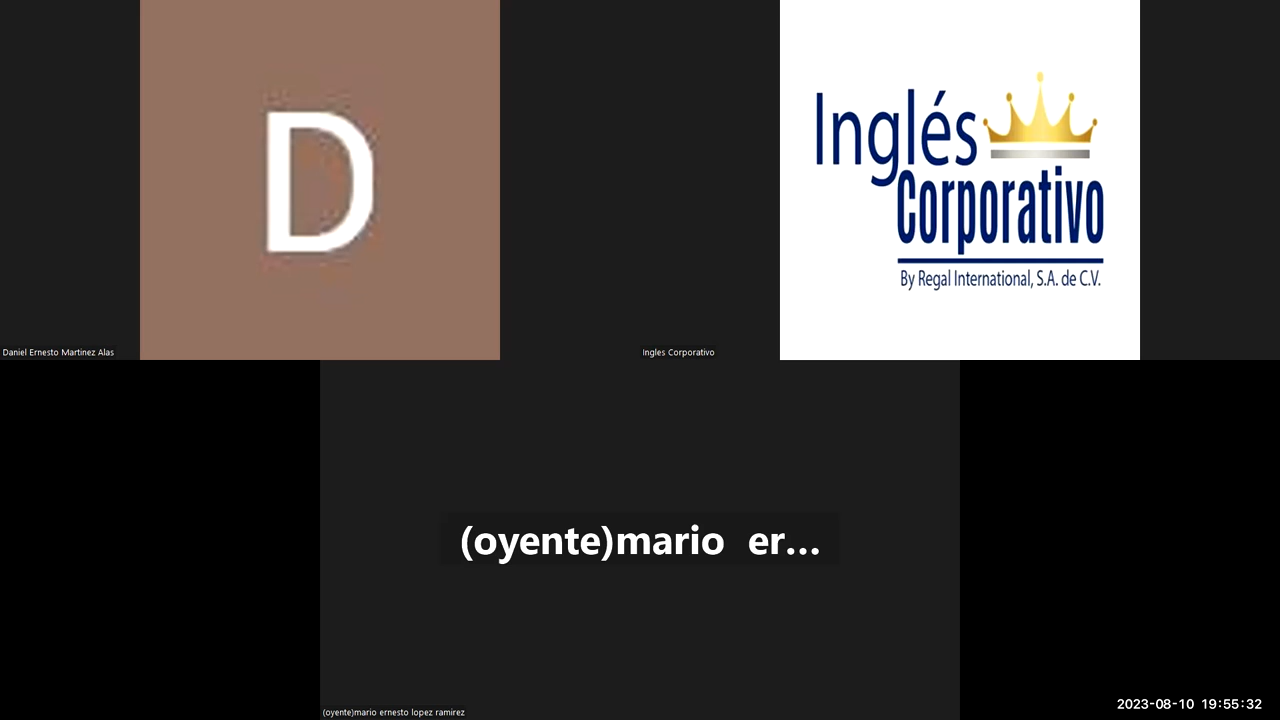 D
Inglés
Corporativo
By Regal International, S.A. de C.V.
Daniel Ernesto Martinez Alas
Ingles Corporativo
(oyente)mario er...
(oyente)mario ernesto lopez ramirez
2023-08-10 19:55:32